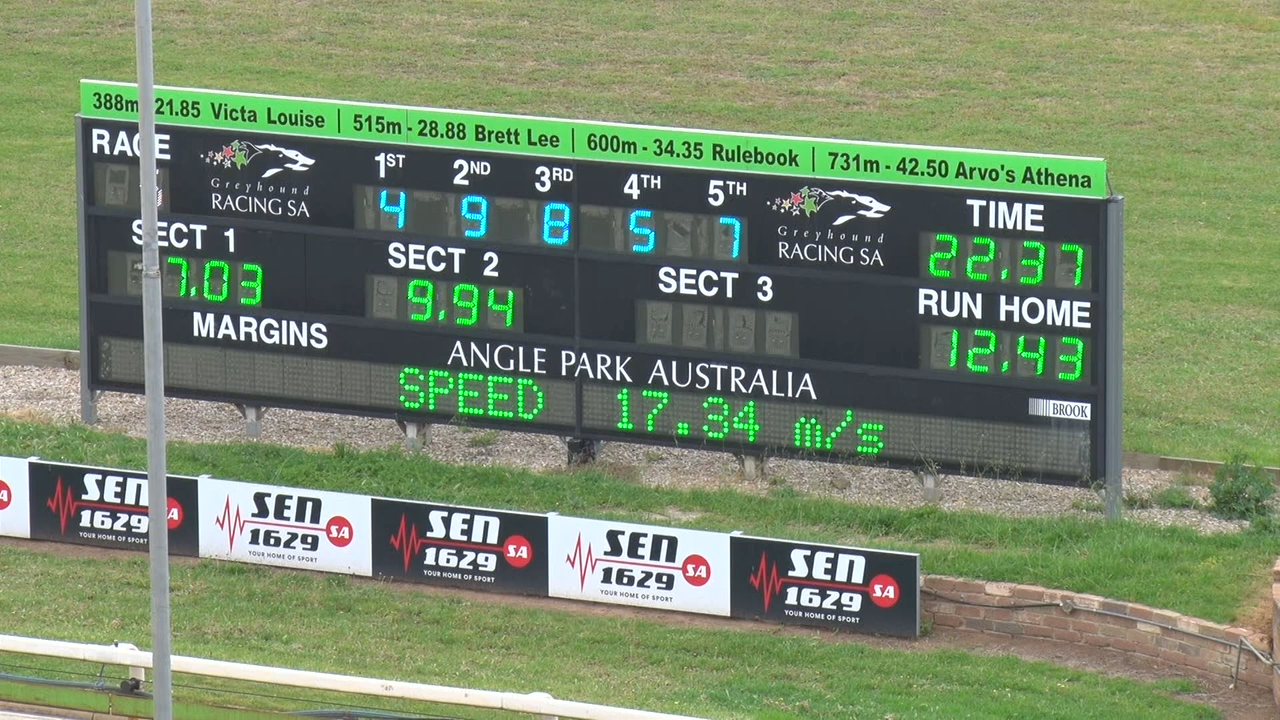 388m 21.85 Victa Louise | 515m - 28.88 Brett Lee | 600m - 34.35 Rulebook | 731m - 42.50 Arvo's Athena
RACE
Greyhound
RACING SA
1ST 2ND 3RD 4TH 5TH
4 9 8 5 7
Greyhound
RACING SA
TIME
22.37
SECT 1
7.03
SECT 2
9.94
SECT 3
RUN HOME
12.43
MARGINS
ANGLE PARK AUSTRALIA
SPEED 17.34 m/s
BROOK
A
SEN
1629 A
YOUR HOME OF SPORT
SEN
1629 SA
YOUR HOME OF SPORT
SEN
1629 SA
YOUR HOME OF SPORT
SEN
1629 SA
YOUR HOME OF SPORT
SEN
1629 SA
YOUR HOME OF SPORT